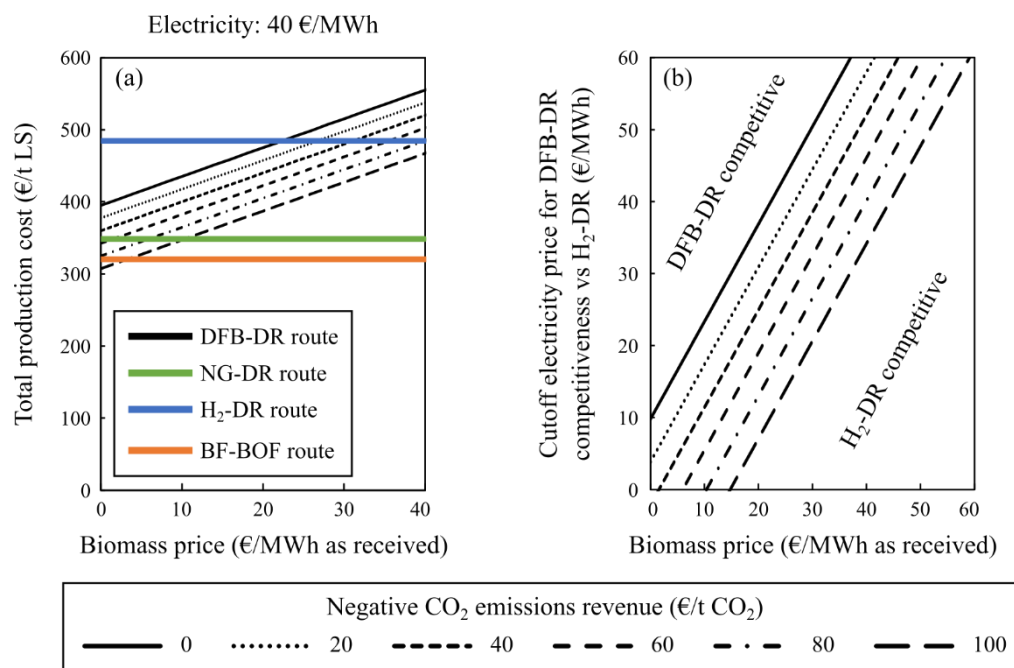 Electricity: 40 €/MWh
(a)
Total production cost (€/t LS)
600
500
400
300
200
100
0
0 10 20 30 40
Biomass price (€/MWh as received)
DFB-DR route
NG-DR route
H₂-DR route
BF-BOF route
(b)
Cutoff electricity price for DFB-DR
competitiveness vs H₂-DR (€/MWh)
60
50
40
30
20
10
0
0 10 20 30 40 50 60
Biomass price (€/MWh as received)
DFB-DR competitive
H₂-DR competitive
Negative CO₂ emissions revenue (€/t CO₂)
0 20 40 60 80 100